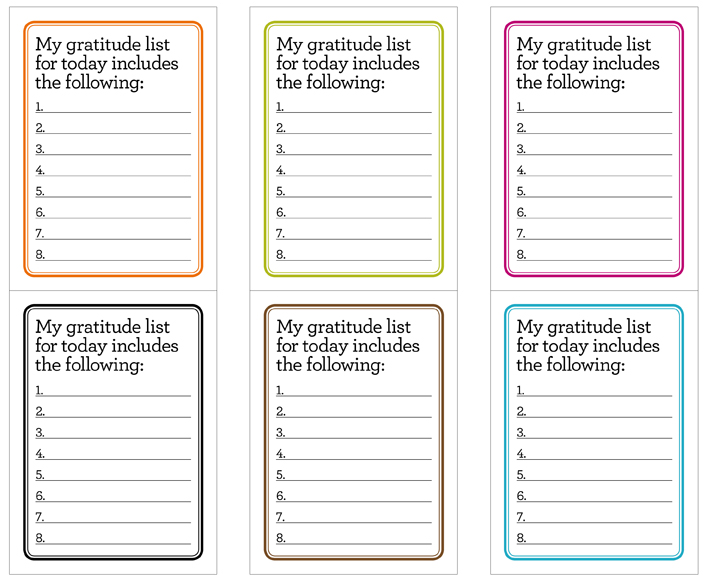 My gratitude list
for today includes
the following:
1.
2.
3.
4.
5.
6.
7.
8.
My gratitude list
for today includes
the following:
1.
2.
3.
4.
5.
6.
7.
8.
My gratitude list
for today includes
the following:
1.
2.
3.
4.
5.
6.
7.
8.
My gratitude list
for today includes
the following:
1.
2.
3.
4.
5.
6.
7.
8.
My gratitude list
for today includes
the following:
1.
2.
3.
4.
5.
6.
7.
8.
My gratitude list
for today includes
the following:
1.
2.
3.
4.
5.
6.
7.
8.